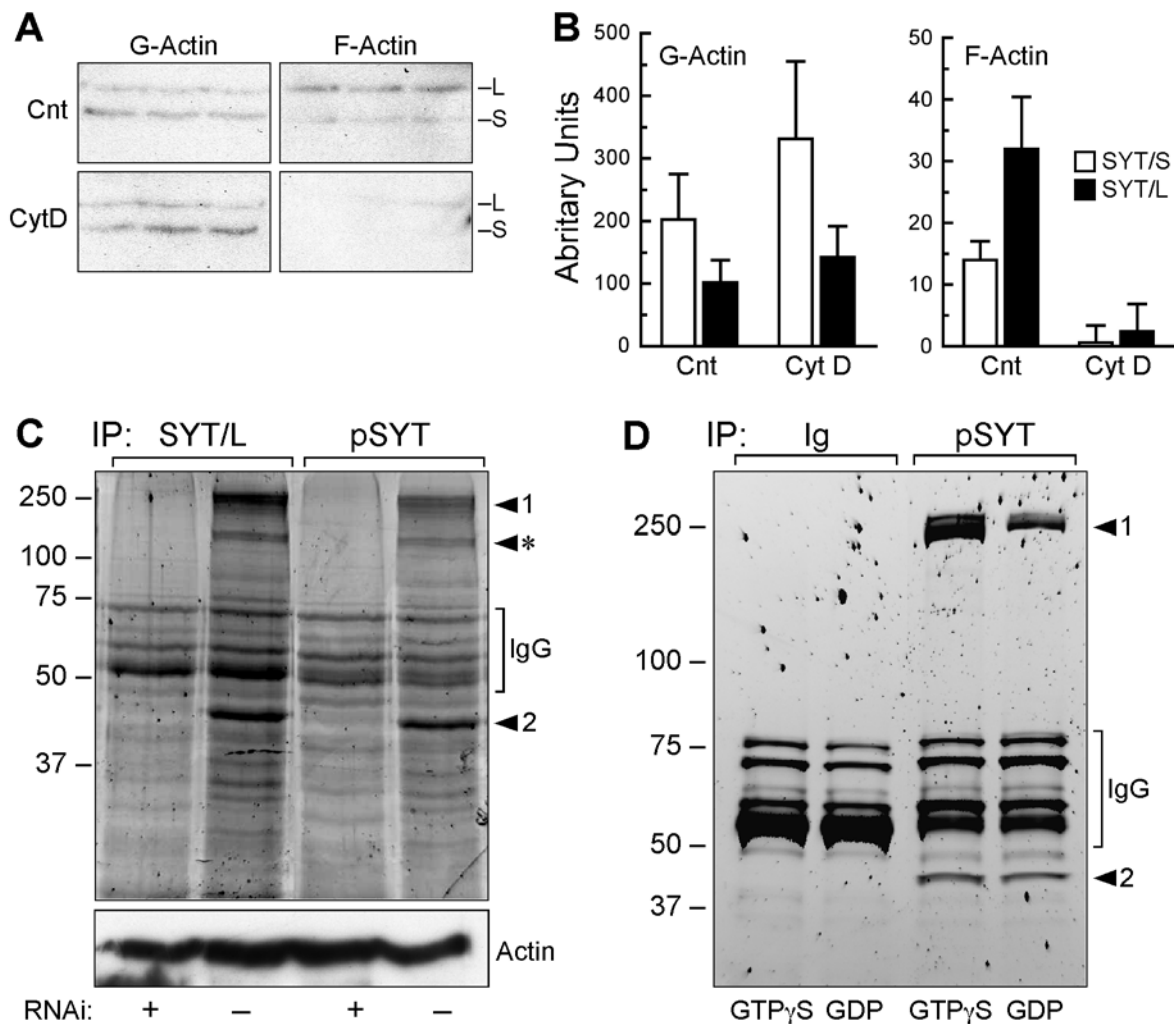 A
G-Actin F-Actin
Cnt
–L
–S
CytD
–L
–S
B
Abritary Units
500
400
300
200
100
0
G-Actin
Cnt Cyt D
50
40
30
20
10
0
F-Actin
SYT/S
SYT/L
Cnt Cyt D
C
IP: SYT/L pSYT
250 –
100 –
75 –
50 –
37 –
1
*
IgG
2
Actin
RNAi: + – + –
D
IP: Ig pSYT
250 –
100 –
75 –
50 –
37 –
1
IgG
2
GTPγS GDP GTPγS GDP